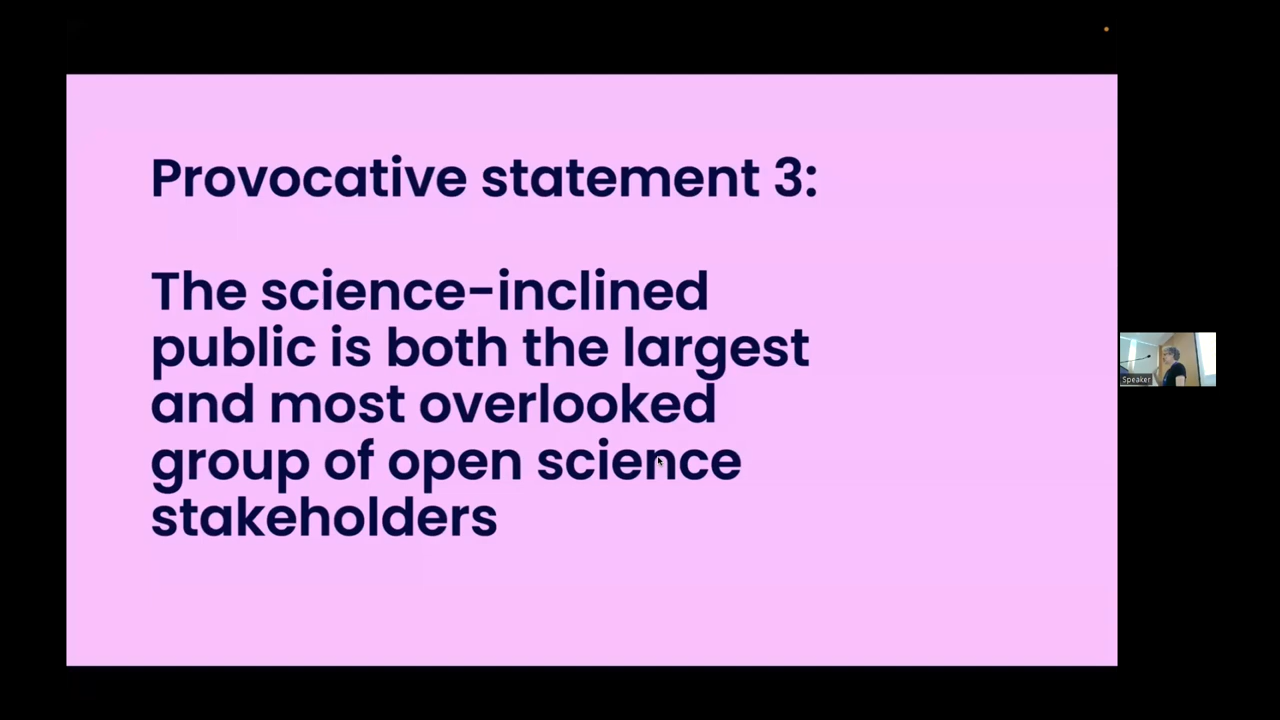 Provocative statement 3:
The science-inclined
public is both the largest
and most overlooked
group of open science
stakeholders
Speaker